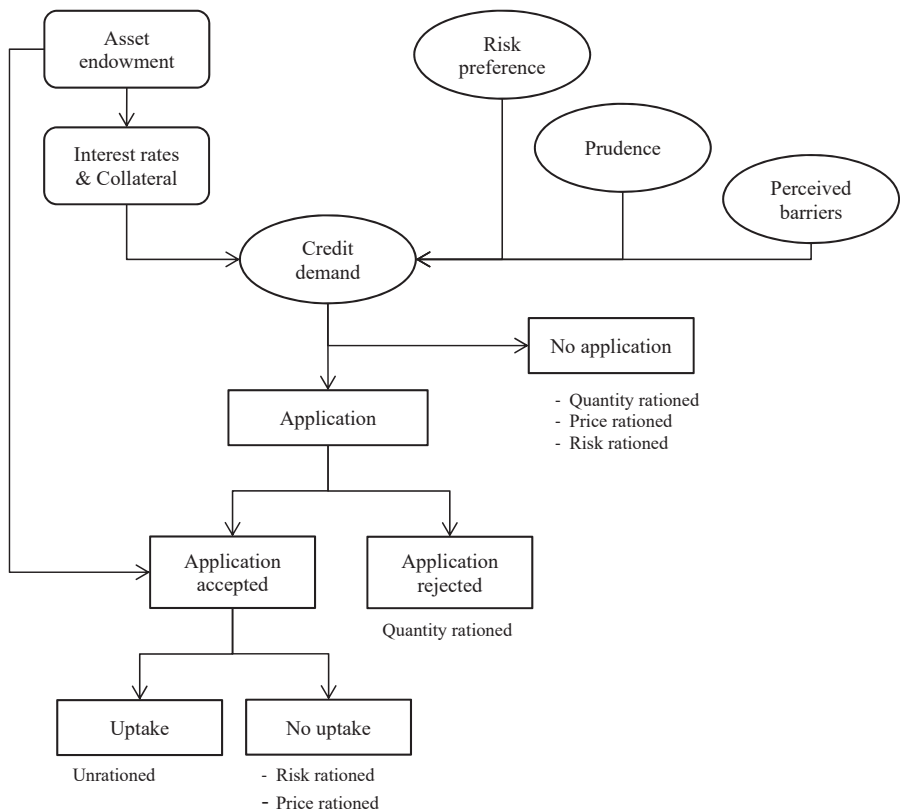 Asset
endowment
Risk
preference
Interest rates
& Collateral
Prudence
Perceived
barriers
Credit
demand
No application
- Quantity rationed
- Price rationed
- Risk rationed
Application
Application
accepted
Application
rejected
Quantity rationed
Uptake
No uptake
Unrationed
- Risk rationed
- Price rationed